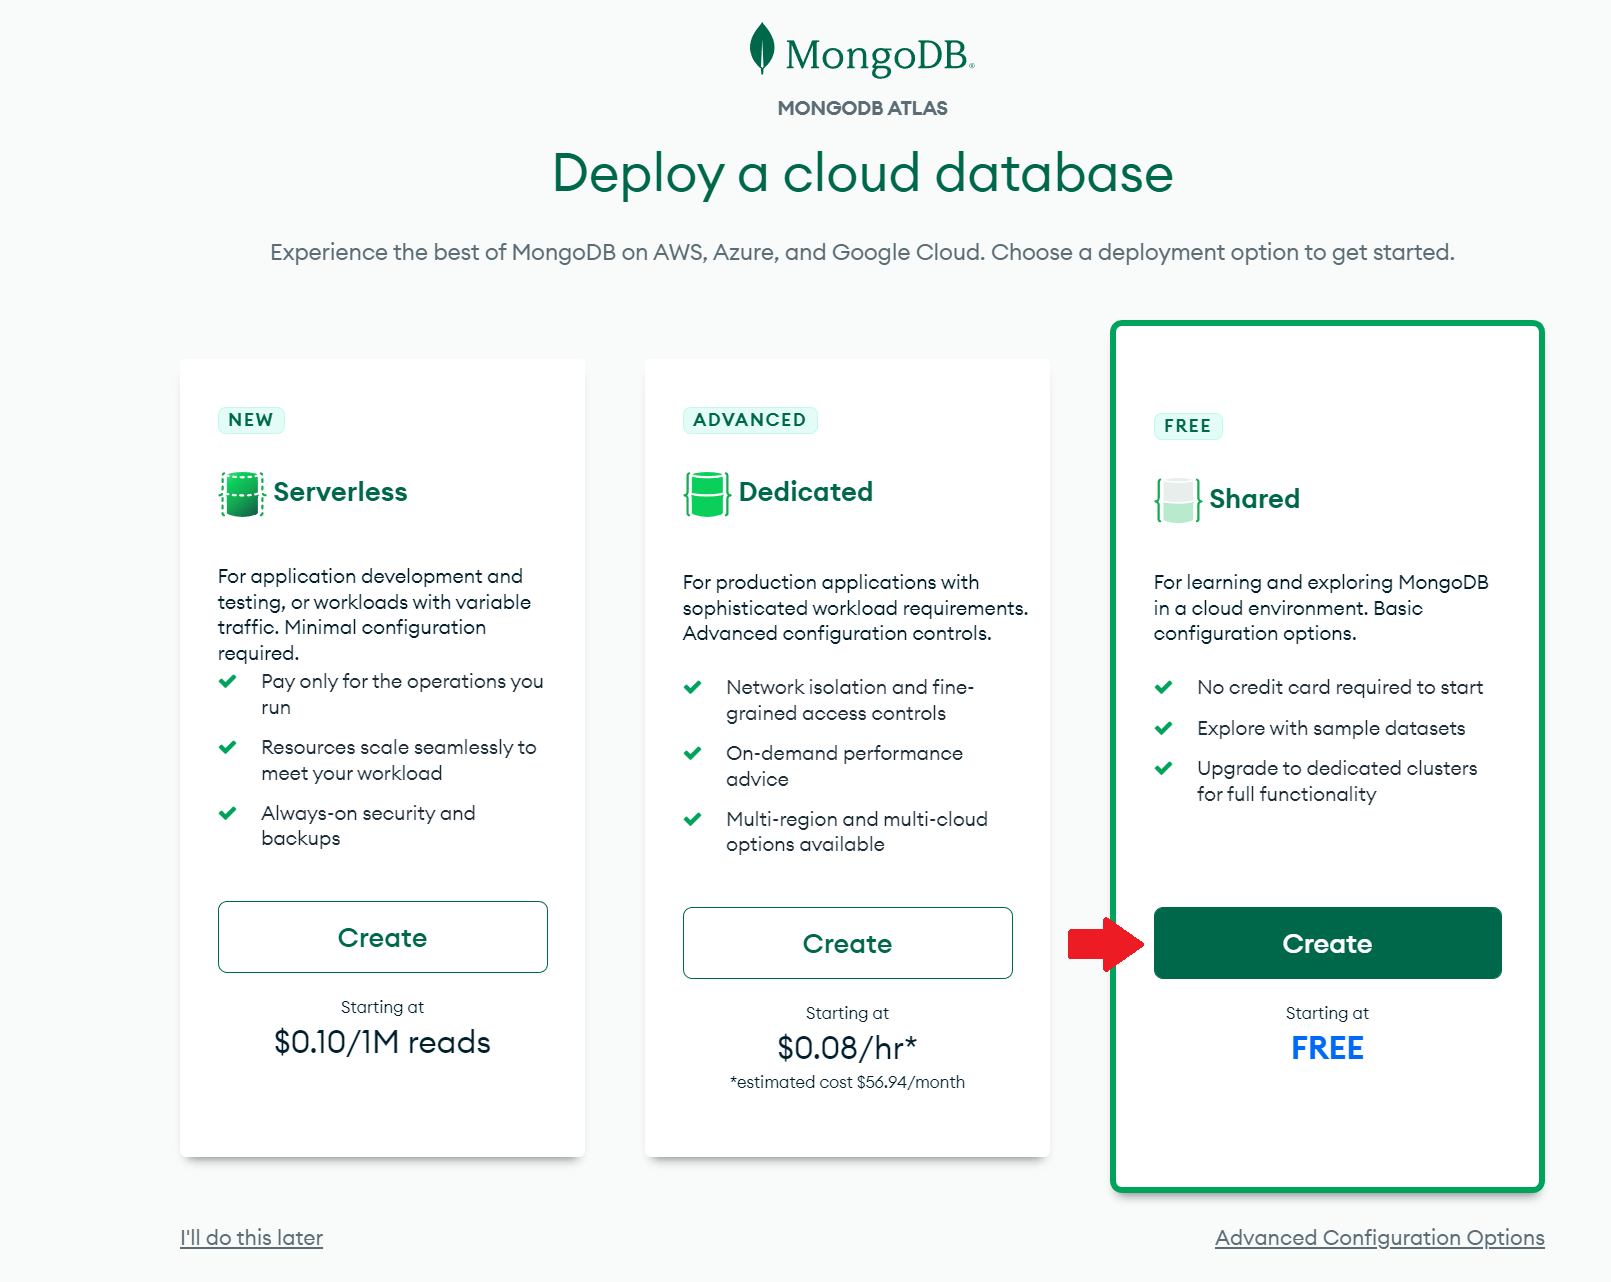 MongoDB®
MONGODB ATLAS
Deploy a cloud database
Experience the best of MongoDB on AWS, Azure, and Google Cloud. Choose a deployment option to get started.
NEW
Serverless
For application development and
testing, or workloads with variable
traffic. Minimal configuration
required.
Pay only for the operations you
run
Resources scale seamlessly to
meet your workload
Always-on security and
backups
Create
Starting at
$0.10/1M reads
ADVANCED
Dedicated
For production applications with
sophisticated workload requirements.
Advanced configuration controls.
Network isolation and fine-
grained access controls
On-demand performance
advice
Multi-region and multi-cloud
options available
Create
Starting at
$0.08/hr*
*estimated cost $56.94/month
FREE
Shared
For learning and exploring MongoDB
in a cloud environment. Basic
configuration options.
No credit card required to start
Explore with sample datasets
Upgrade to dedicated clusters
for full functionality
Create
Starting at
FREE
I'll do this later
Advanced Configuration Options